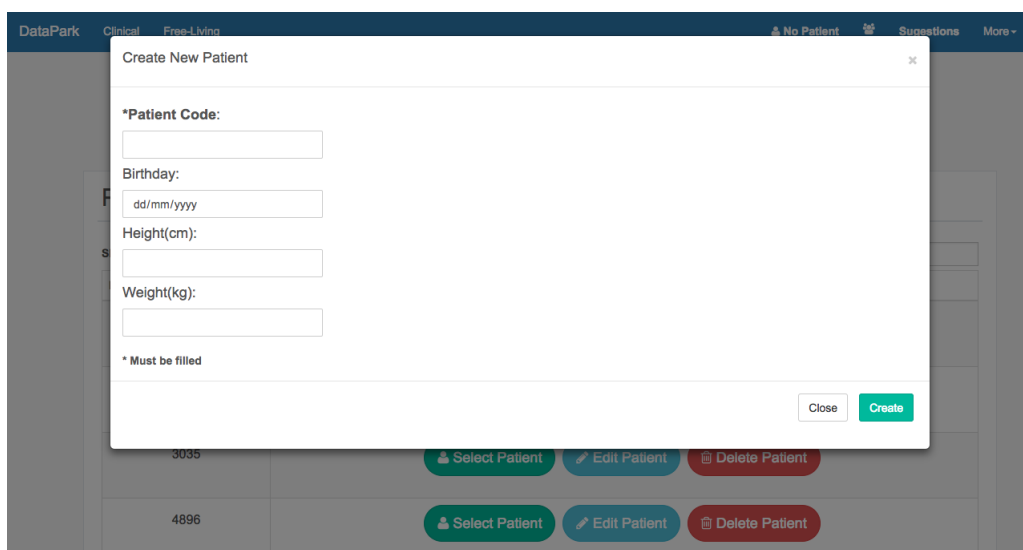 DataPark Clinical Free-Living No Patient Sugestions More
Create New Patient
×
*Patient Code:
Birthday:
dd/mm/yyyy
Height(cm):
Weight(kg):
* Must be filled
Close Create
3035 Select Patient Edit Patient Delete Patient
4896 Select Patient Edit Patient Delete Patient